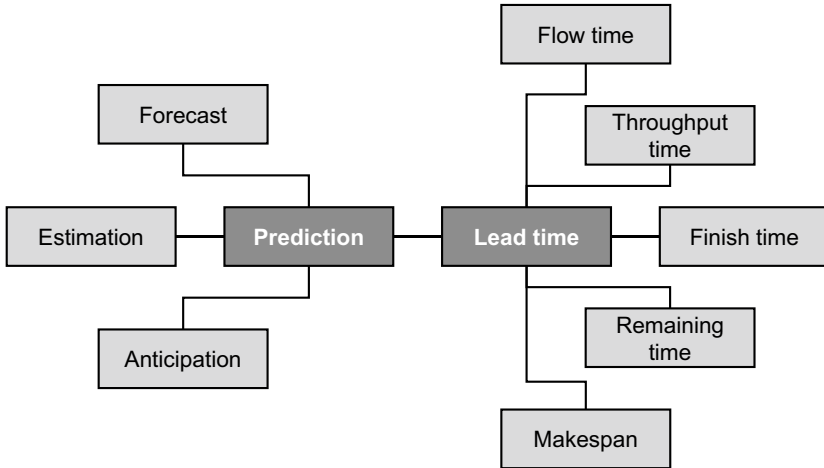 Flow time
Forecast
Throughput
time
Estimation
Prediction
Lead time
Finish time
Anticipation
Remaining
time
Makespan